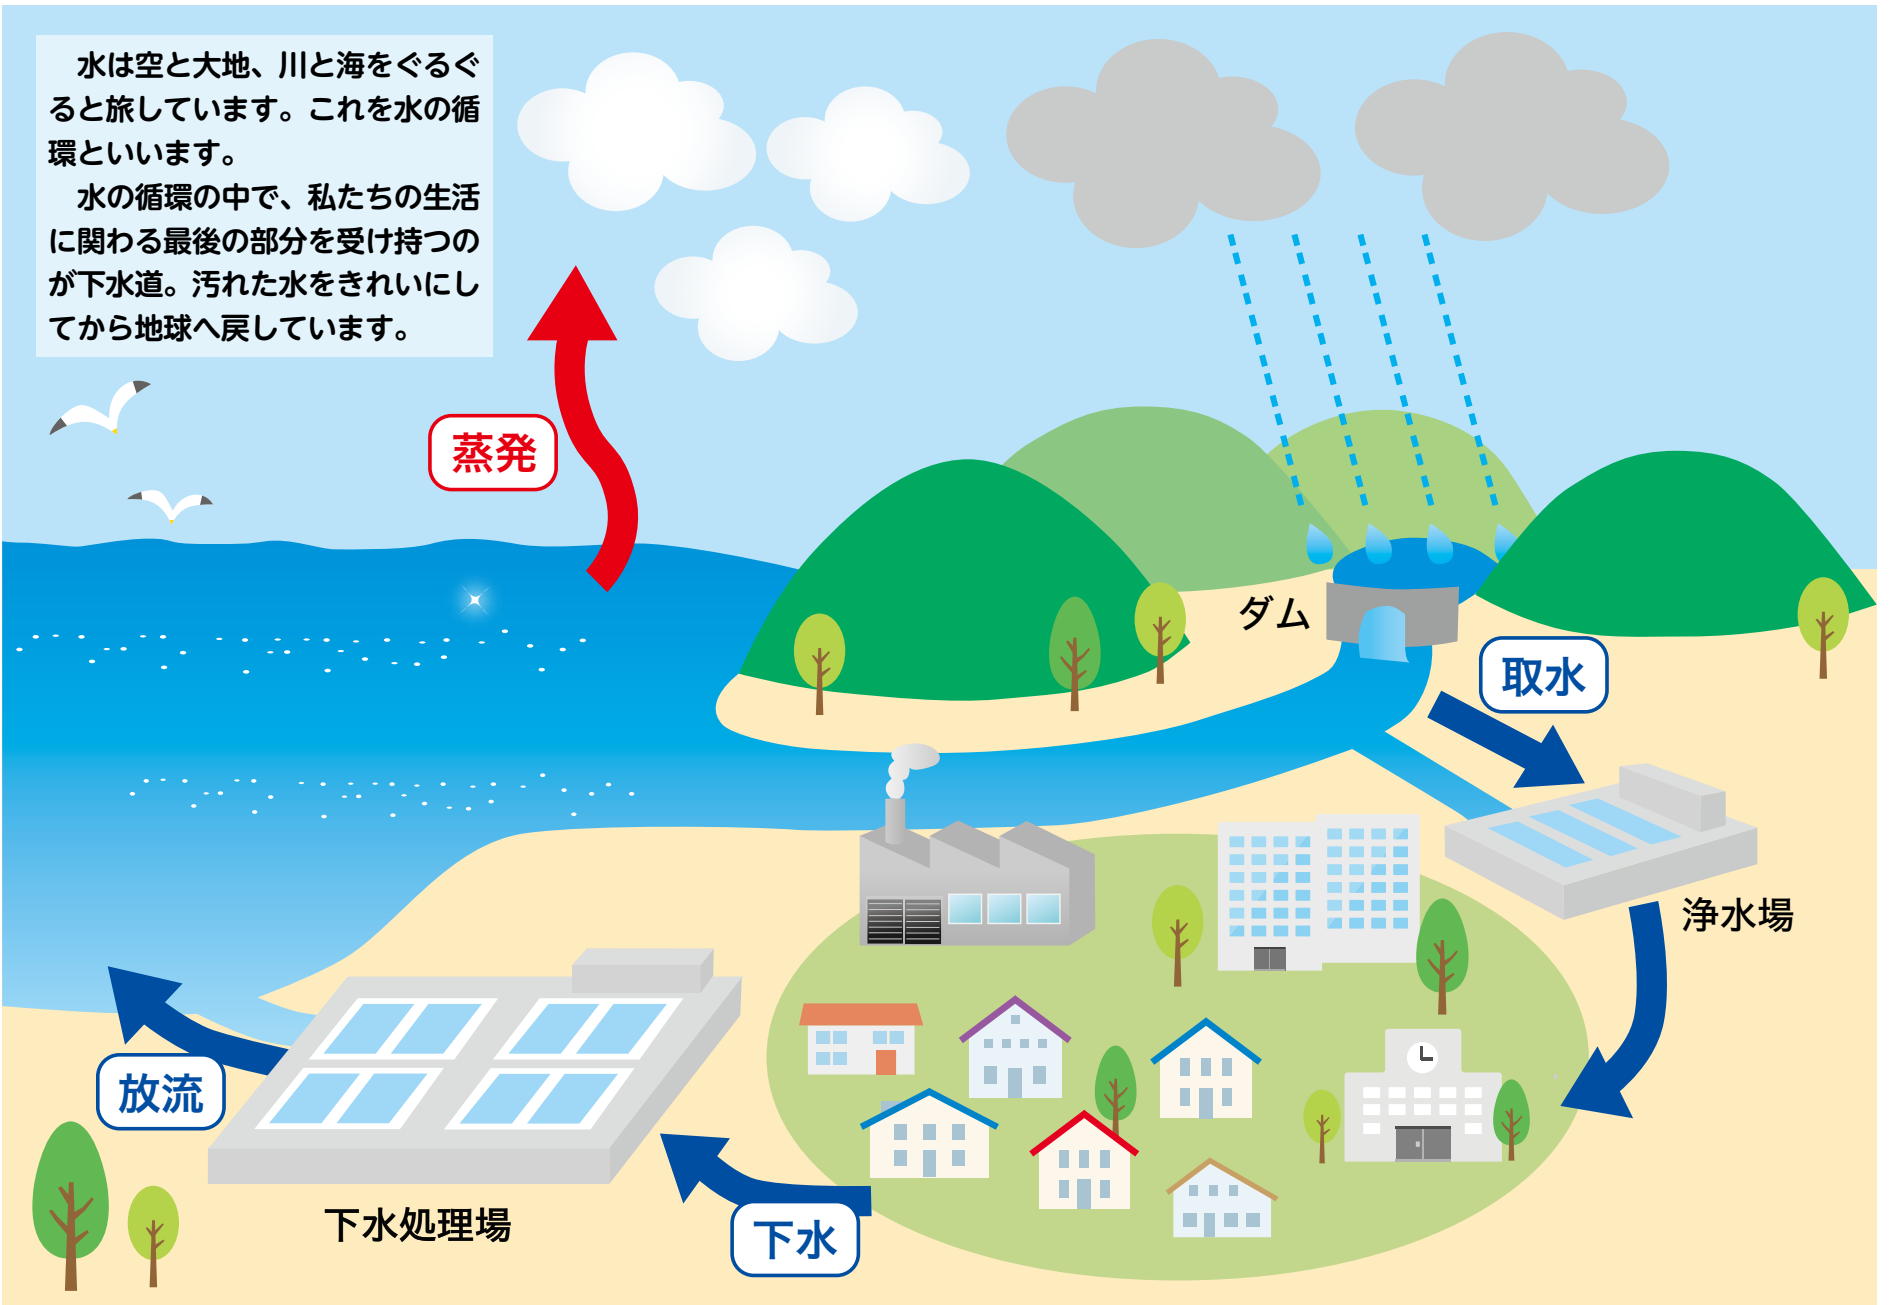 水は空と大地、川と海をぐるぐ
ると旅しています。これを水の循
環といいます。
水の循環の中で、私たちの生活
に関わる最後の部分を受け持つの
が下水道。汚れた水をきれいにし
てから地球へ戻しています。
蒸発
ダム
取水
浄水場
放流
下水処理場
下水